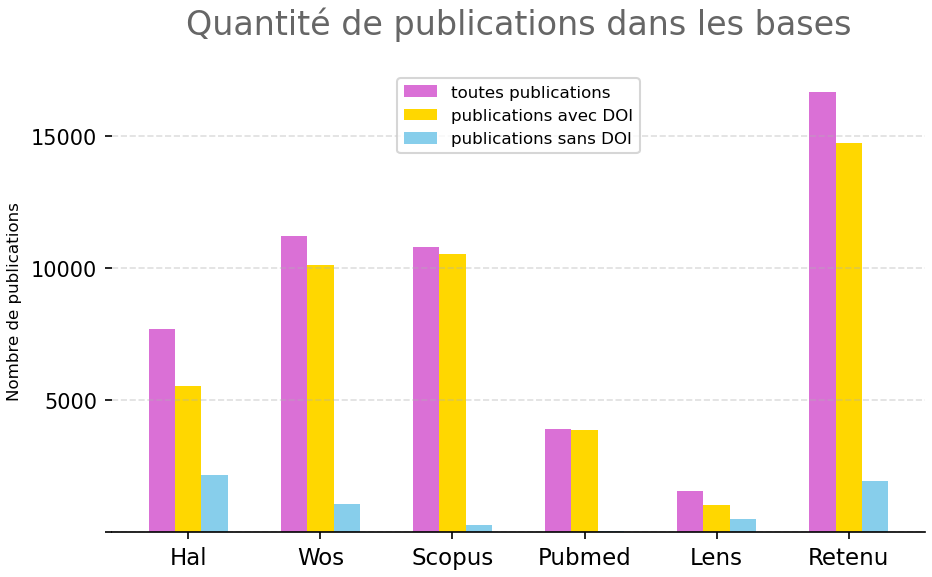 Quantité de publications dans les bases
toutes publications
publications avec DOI
publications sans DOI
Nombre de publications
15000
10000
5000
Hal Wos Scopus Pubmed Lens Retenu